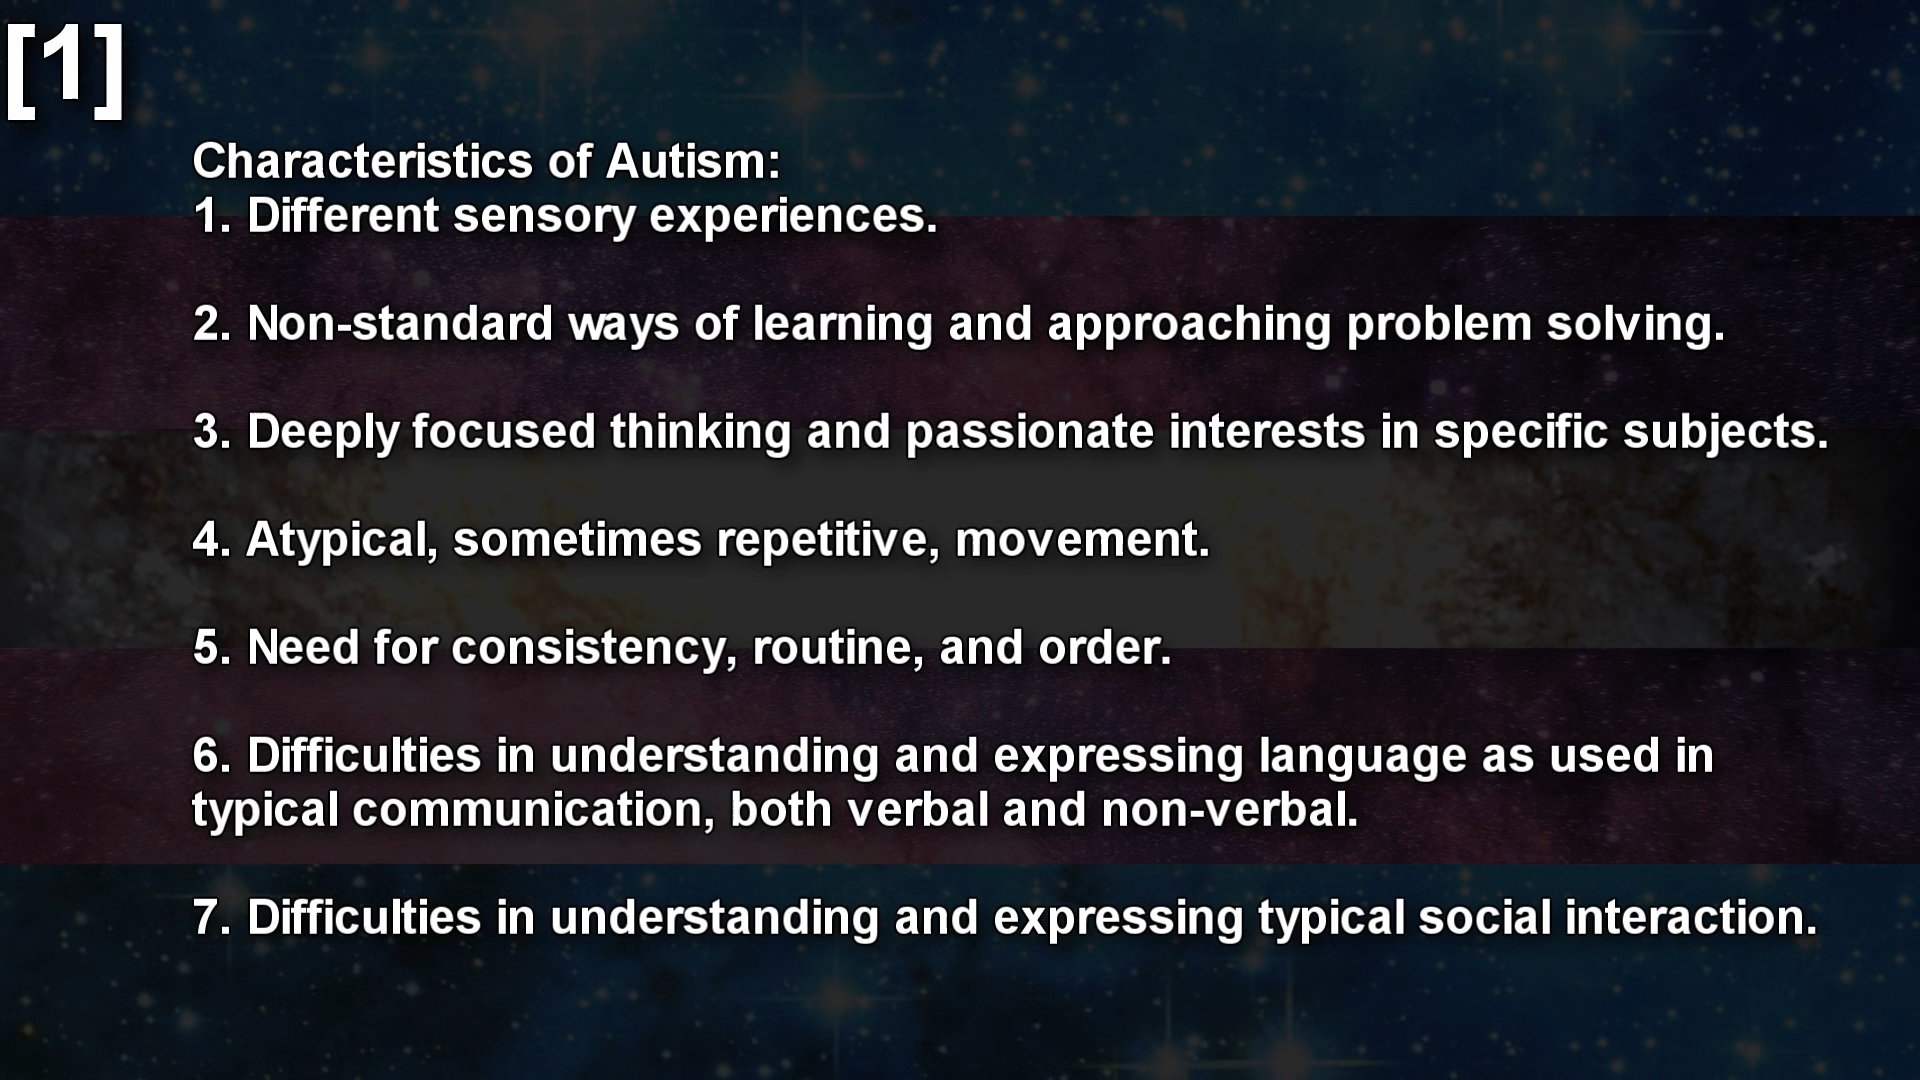 [1]
Characteristics of Autism:
1. Different sensory experiences.
2. Non-standard ways of learning and approaching problem solving.
3. Deeply focused thinking and passionate interests in specific subjects.
4. Atypical, sometimes repetitive, movement.
5. Need for consistency, routine, and order.
6. Difficulties in understanding and expressing language as used in
typical communication, both verbal and non-verbal.
7. Difficulties in understanding and expressing typical social interaction.